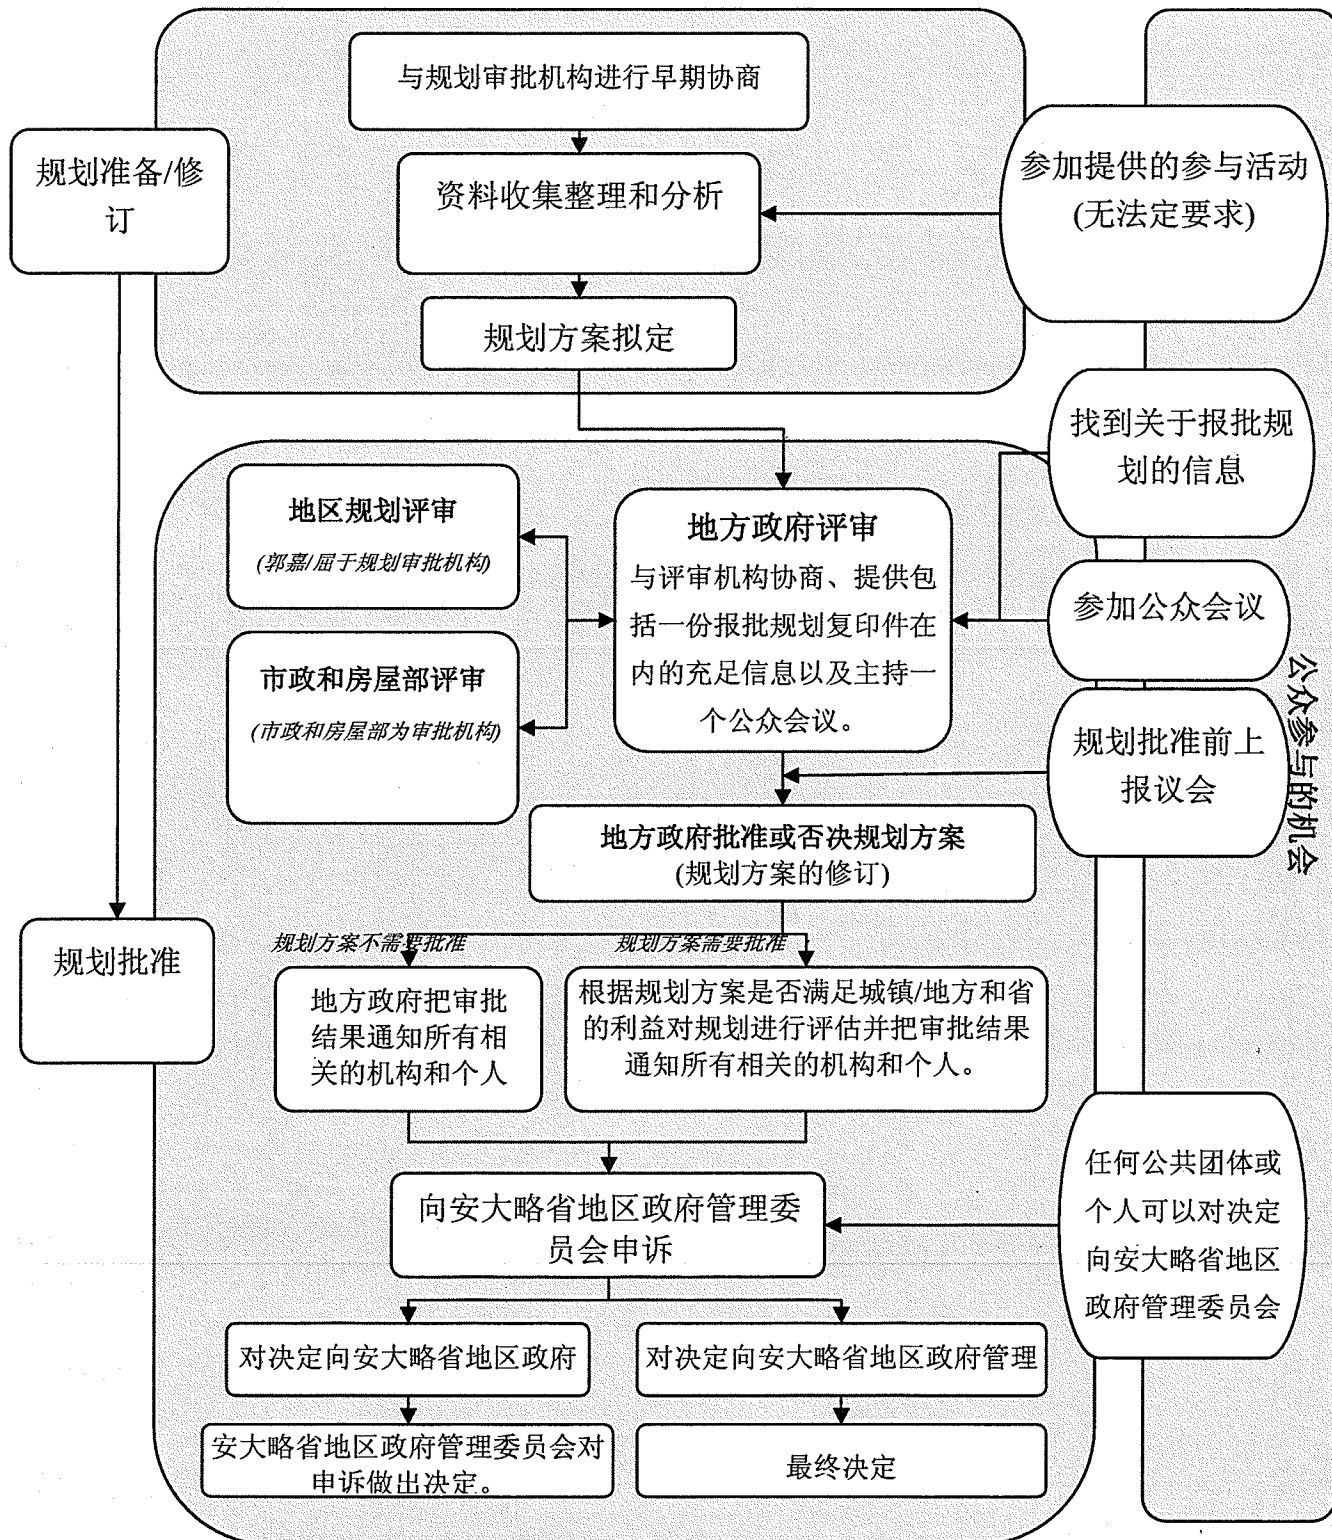 与规划审批机构进行早期协商
规划准备/修
订
资料收集整理和分析
参加提供的参与活动
(无法定要求)
规划方案拟定
找到关于报批规
划的信息
地区规划评审
(郭嘉/屈于规划审批机构)
地方政府评审
与评审机构协商、提供包
括一份报批规划复印件在
内的充足信息以及主持一
个公众会议。
参加公众会议
市政和房屋部评审
(市政和房屋部为审批机构)
公众参与的机会
规划批准前上
报议会
地方政府批准或否决规划方案
(规划方案的修订)
规划批准
规划方案不需要批准
规划方案需要批准
地方政府把审批
结果通知所有相
关的机构和个人
根据规划方案是否满足城镇/地方和省
的利益对规划进行评估并把审批结果
通知所有相关的机构和个人。
向安大略省地区政府管理委
员会申诉
任何公共团体或
个人可以对决定
向安大略省地区
政府管理委员会
对决定向安大略省地区政府
对决定向安大略省地区政府管理
安大略省地区政府管理委员会对
申诉做出决定。
最终决定